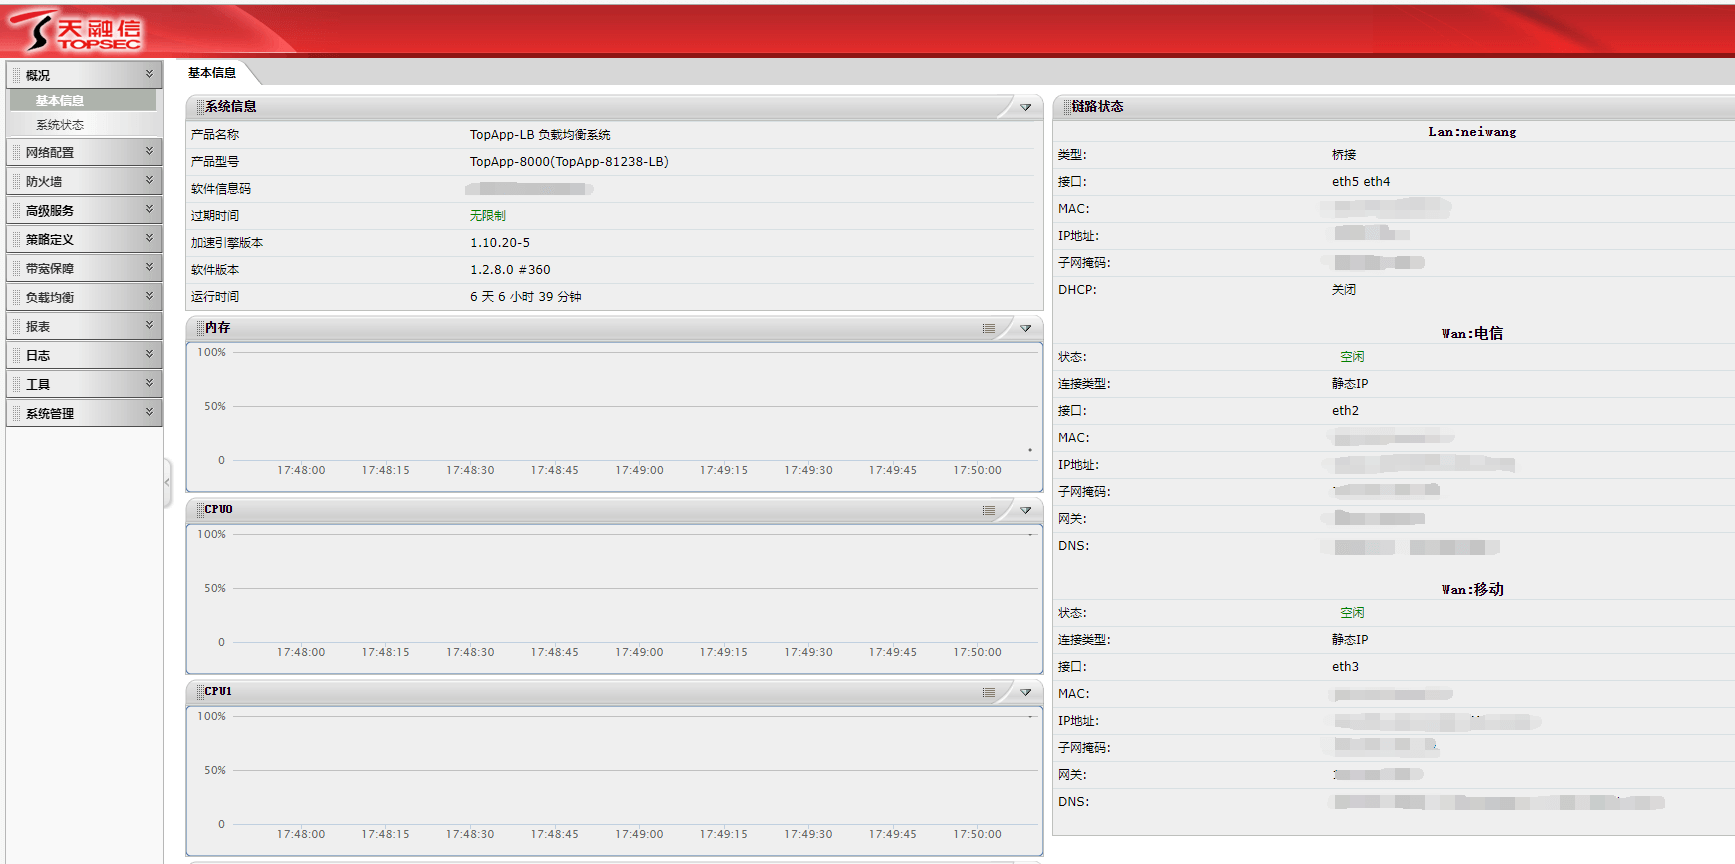 天融信
TOPSEC
概况
基本信息
系统状态
网络配置
防火墙
高级服务
策略定义
带宽保障
负载均衡
报表
日志
工具
系统管理
基本信息
系统信息
产品名称 TopApp-LB 负载均衡系统
产品型号 TopApp-8000(TopApp-81238-LB)
软件信息码
过期时间 无限制
加速引擎版本 1.10.20-5
软件版本 1.2.8.0 #360
运行时间 6 天 6 小时 39 分钟
内存
100%
50%
0
17:48:00 17:48:15 17:48:30 17:48:45 17:49:00 17:49:15 17:49:30 17:49:45 17:50:00
CPU0
100%
50%
0
17:48:00 17:48:15 17:48:30 17:48:45 17:49:00 17:49:15 17:49:30 17:49:45 17:50:00
CPU1
100%
50%
0
17:48:00 17:48:15 17:48:30 17:48:45 17:49:00 17:49:15 17:49:30 17:49:45 17:50:00
链路状态
Lan:neiwang
类型: 桥接
接口: eth5 eth4
MAC:
IP地址:
子网掩码:
DHCP: 关闭
Wan:电信
状态: 空闲
连接类型: 静态IP
接口: eth2
MAC:
IP地址:
子网掩码:
网关:
DNS:
Wan:移动
状态: 空闲
连接类型: 静态IP
接口: eth3
MAC:
IP地址:
子网掩码:
网关:
DNS: